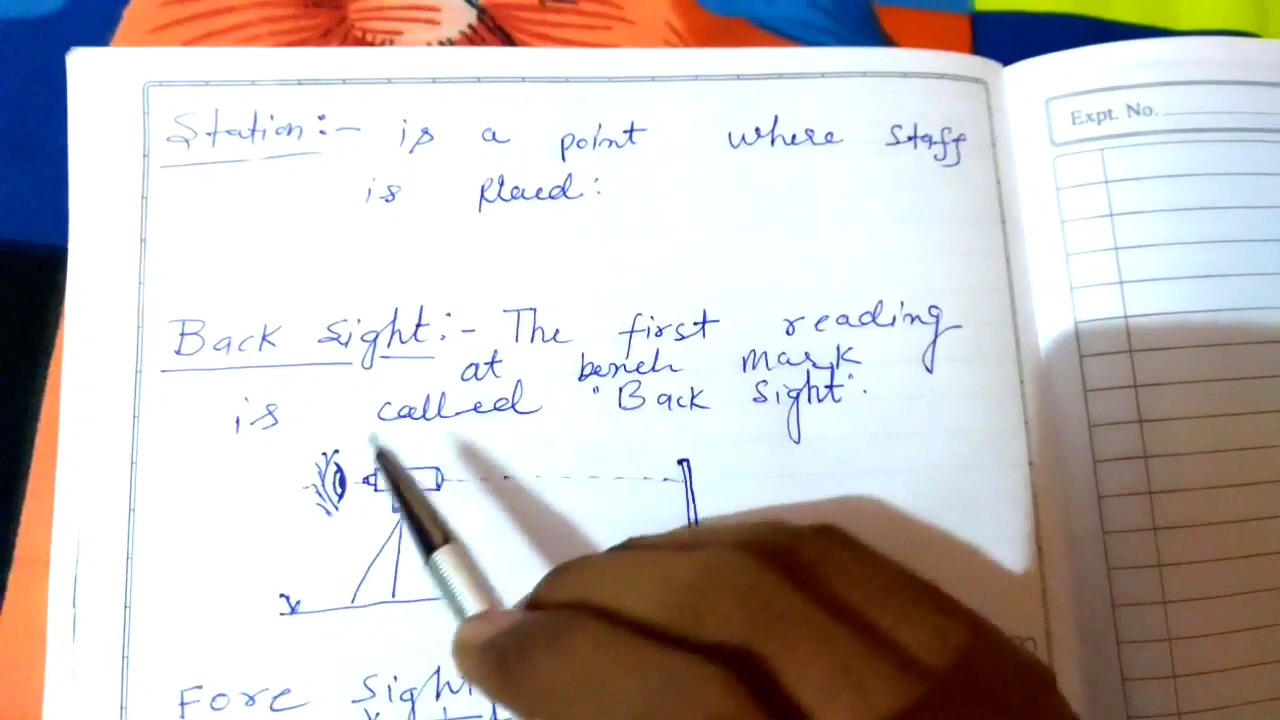 Station:- is a point where staff
is Placed:
Back sight:- The first reading
at bench mark
is called "Back sight".
Fore sight
Expt. No.